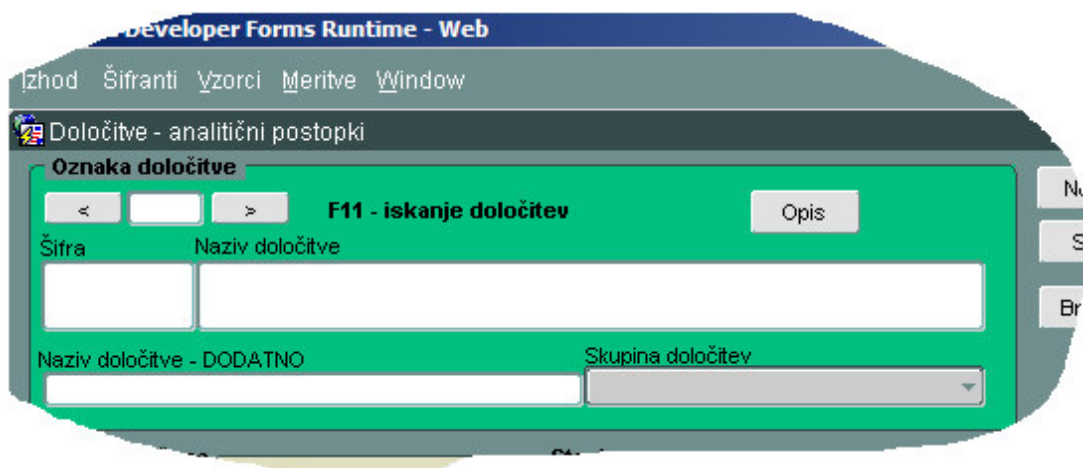 Developer Forms Runtime - Web
Izhod Šifranti Vzorci Meritve Window
Določitve - analitični postopki
Oznaka določitve
< > F11 - iskanje določitev Opis
Šifra Naziv določitve
Naziv določitve - DODATNO Skupina določitev